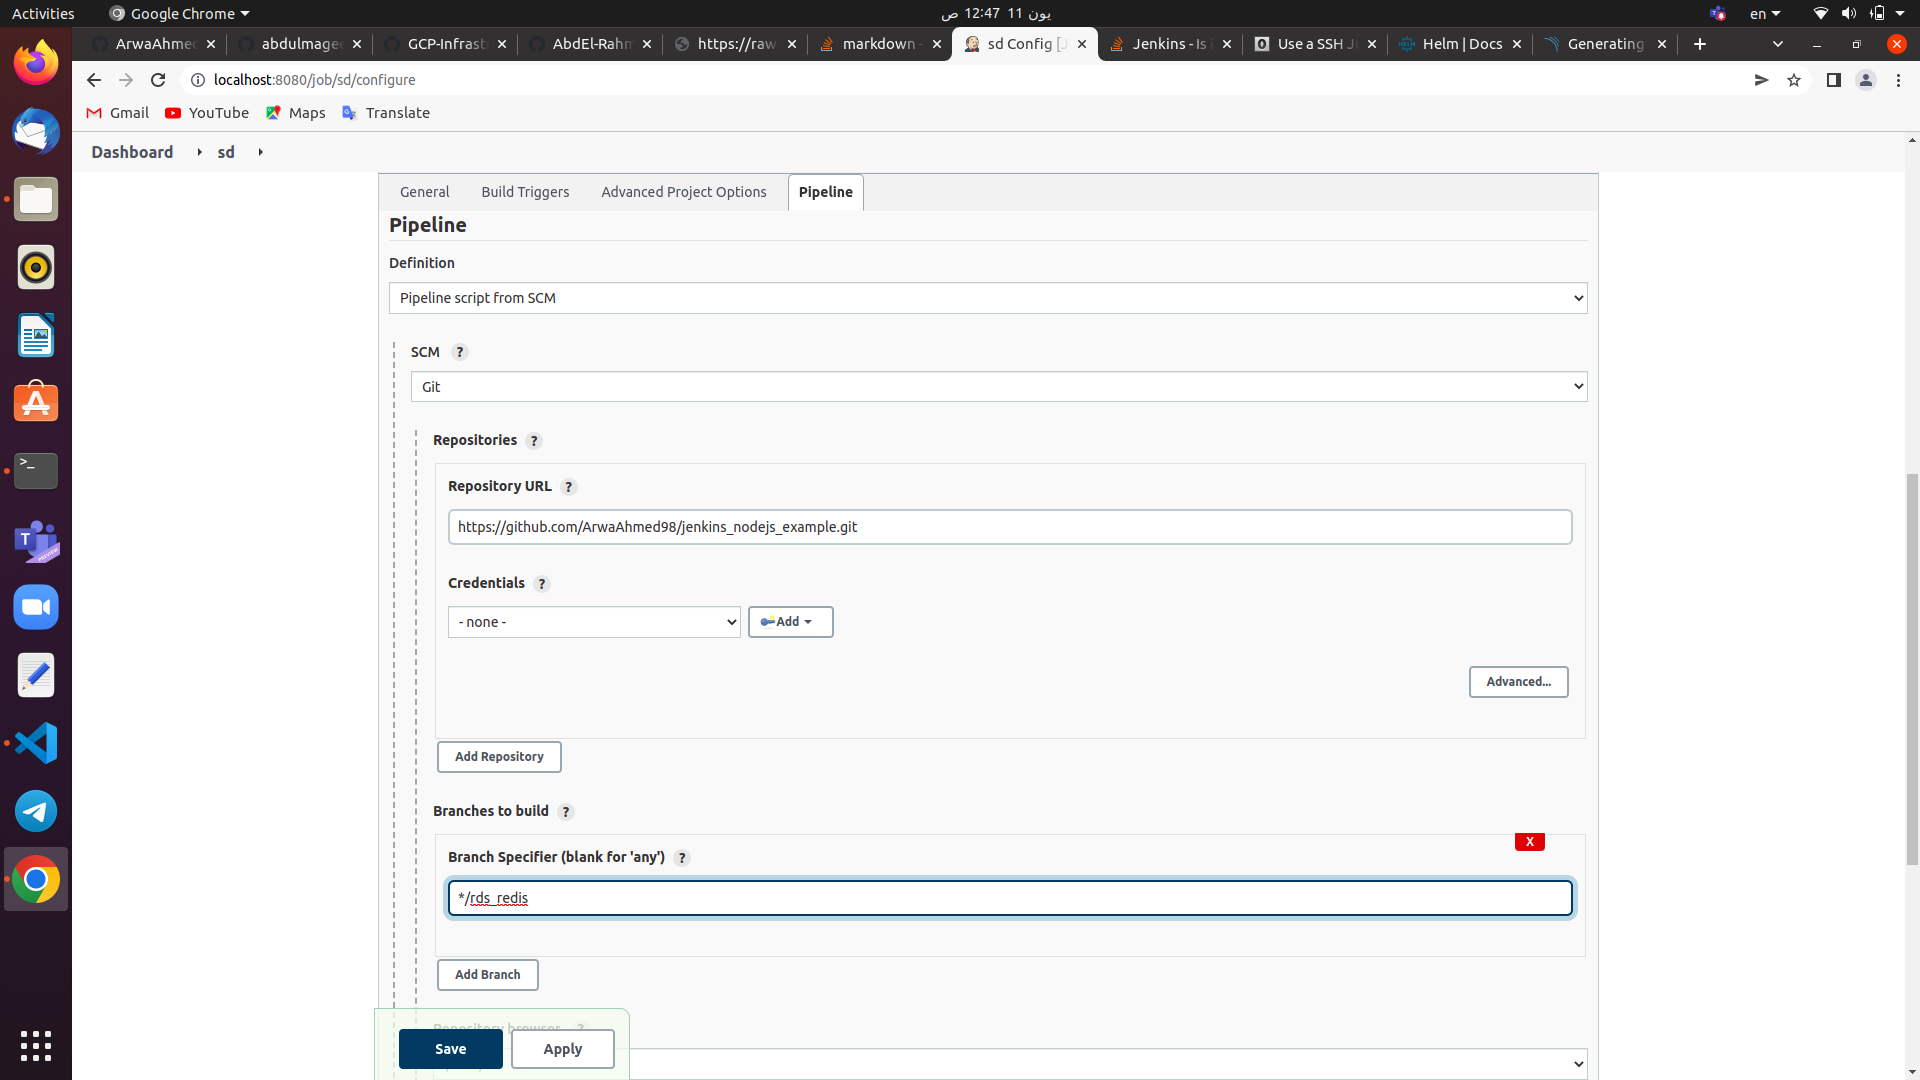 Activities
Google Chrome
12:47 11 يون ص
en
ArwaAhmed
abdulmagee
GCP-Infrast
AbdEl-Rahm
https://raw
markdown -
sd Config [J
Jenkins - Is i
Use a SSH J
Helm | Docs
Generating
localhost:8080/job/sd/configure
Gmail
YouTube
Maps
Translate
Dashboard
sd
General
Build Triggers
Advanced Project Options
Pipeline
Pipeline
Definition
Pipeline script from SCM
SCM ?
Git
Repositories ?
Repository URL ?
https://github.com/ArwaAhmed98/jenkins_nodejs_example.git
Credentials ?
- none -
Add
Advanced...
Add Repository
Branches to build ?
X
Branch Specifier (blank for 'any') ?
*/rds_redis
Add Branch
Repository browser ?
Save
Apply